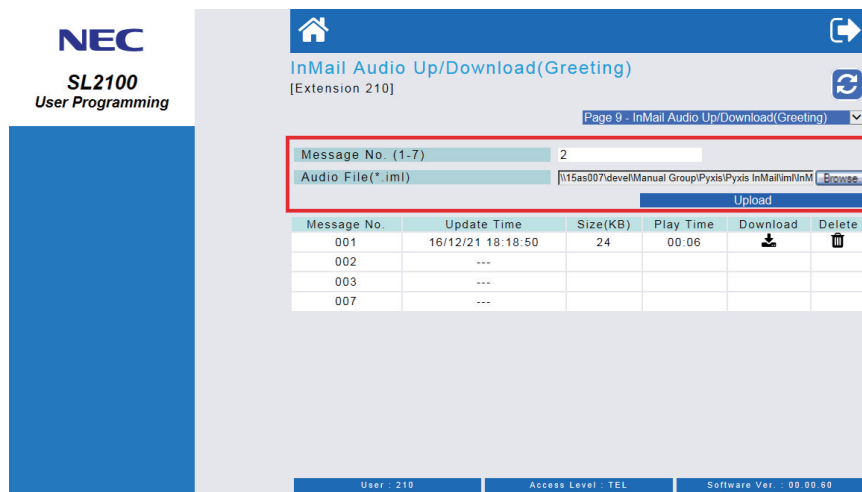 NEC
SL2100
User Programming
InMail Audio Up/Download(Greeting)
[Extension 210]
Page 9 - InMail Audio Up/Download(Greeting)
Message No. (1-7) 2
Audio File(*.iml) \\15as007\devel\Manual Group\Pyxis\Pyxis InMail\iml\InM Browse
Upload
Message No. Update Time Size(KB) Play Time Download Delete
001 16/12/21 18:18:50 24 00:06
002 ---
003 ---
007 ---
User : 210 Access Level : TEL Software Ver. : 00.00.60